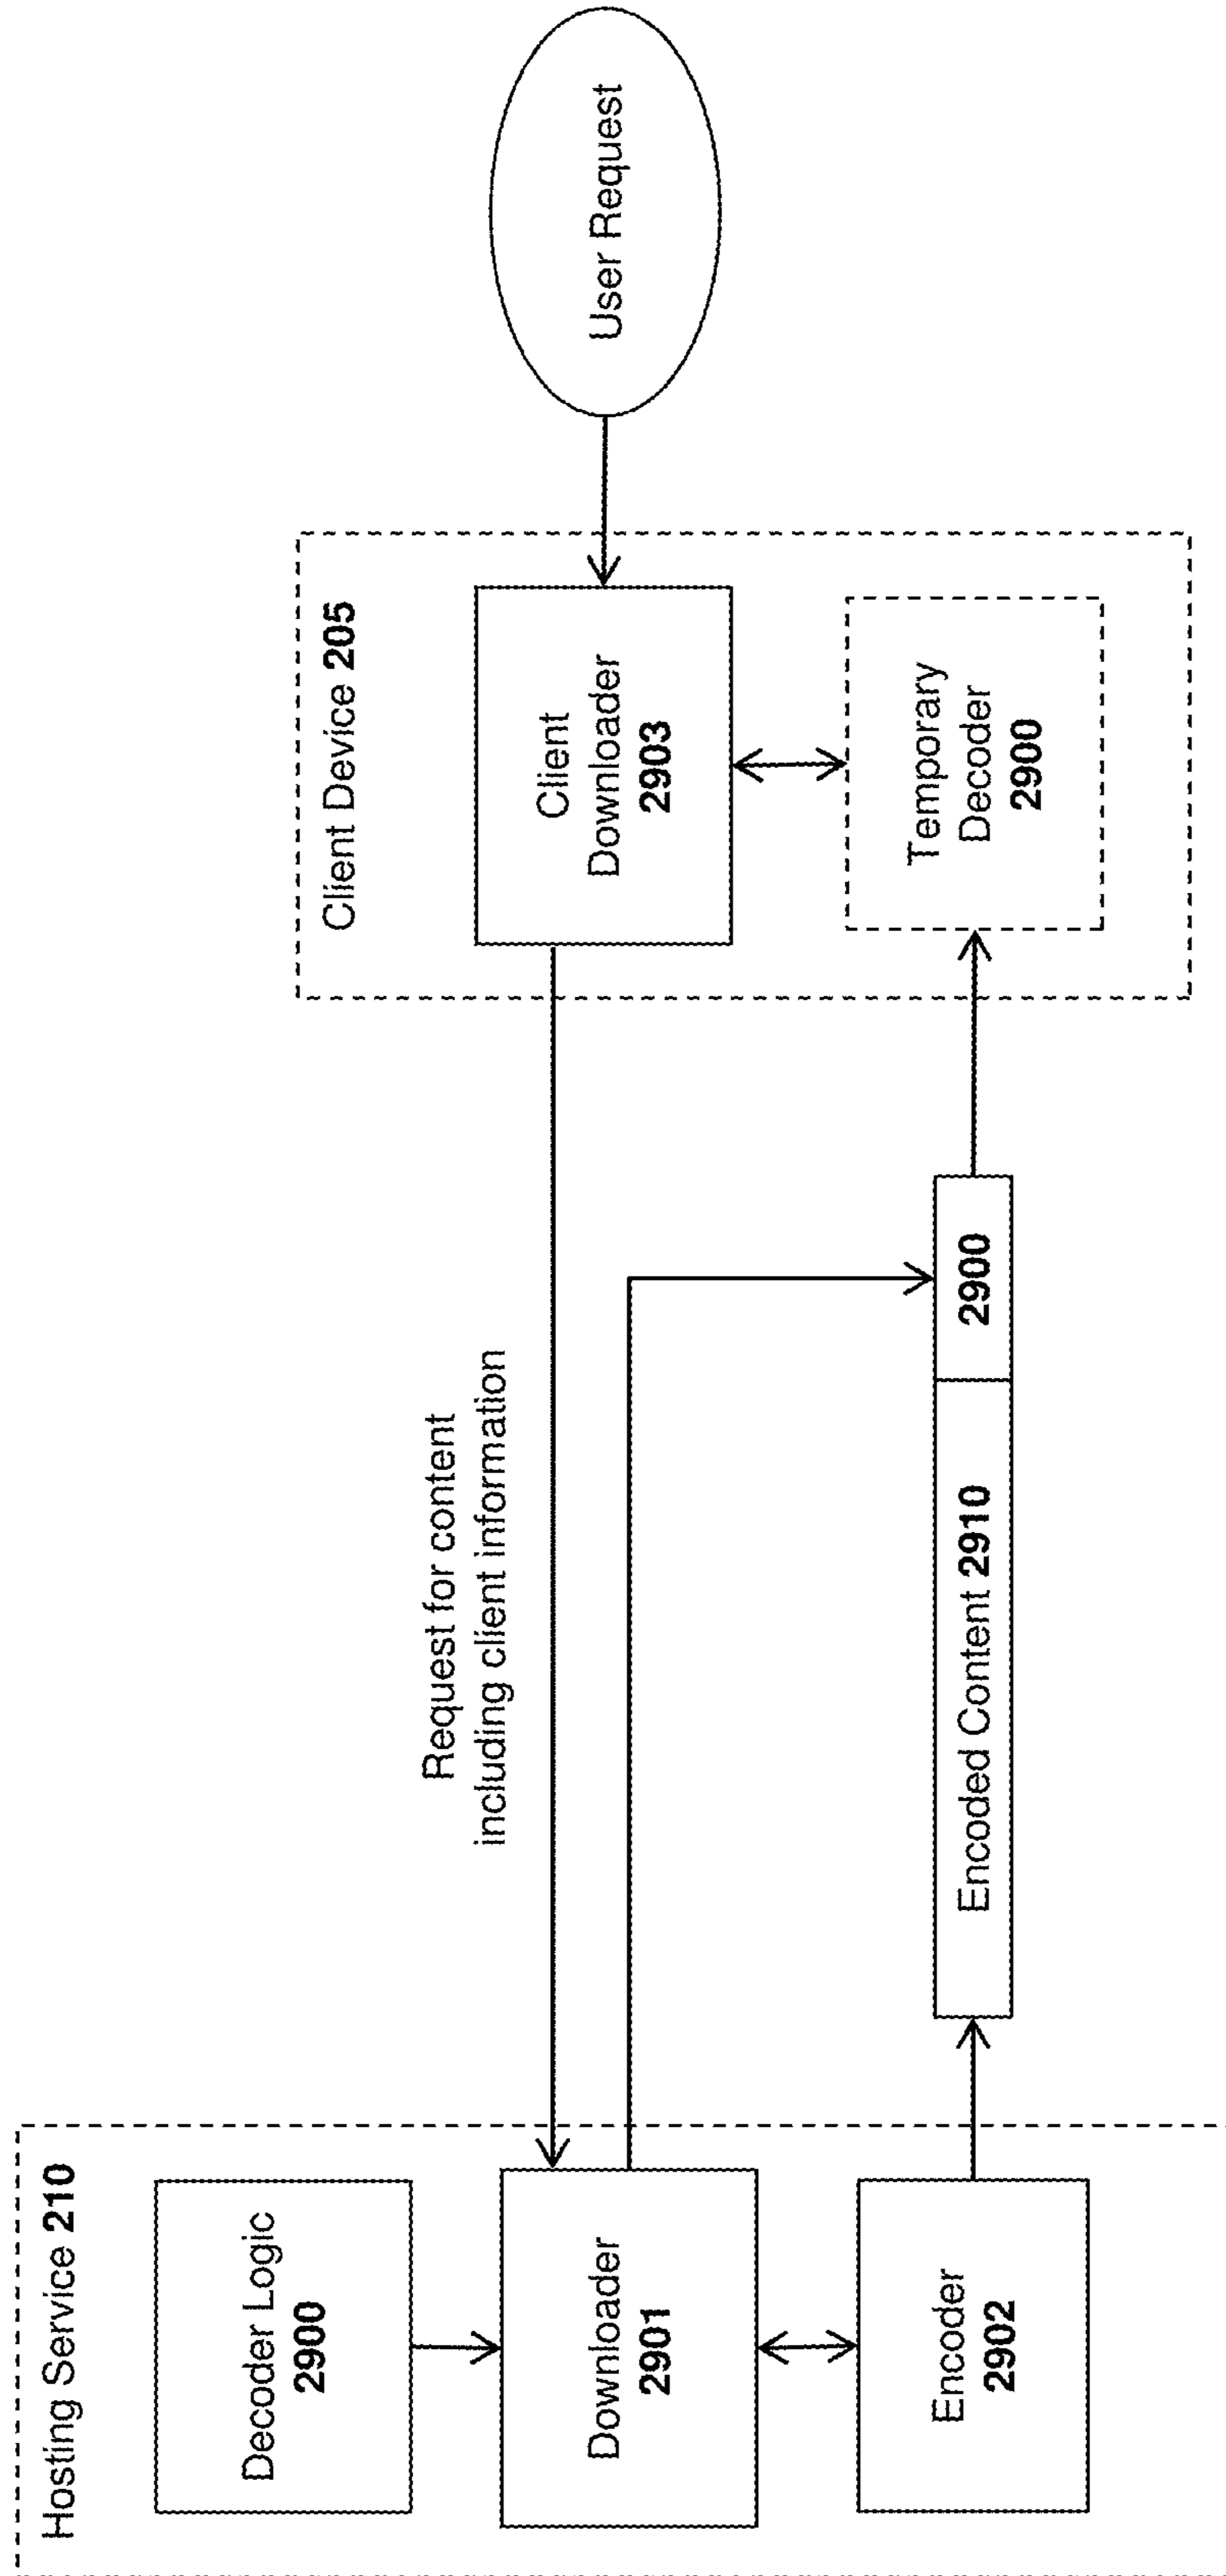 Hosting Service 210
Decoder Logic
2900
Downloader
2901
Encoder
2902
Request for content
including client information
Encoded Content 2910
2900
Client Device 205
Client
Downloader
2903
Temporary
Decoder
2900
User Request